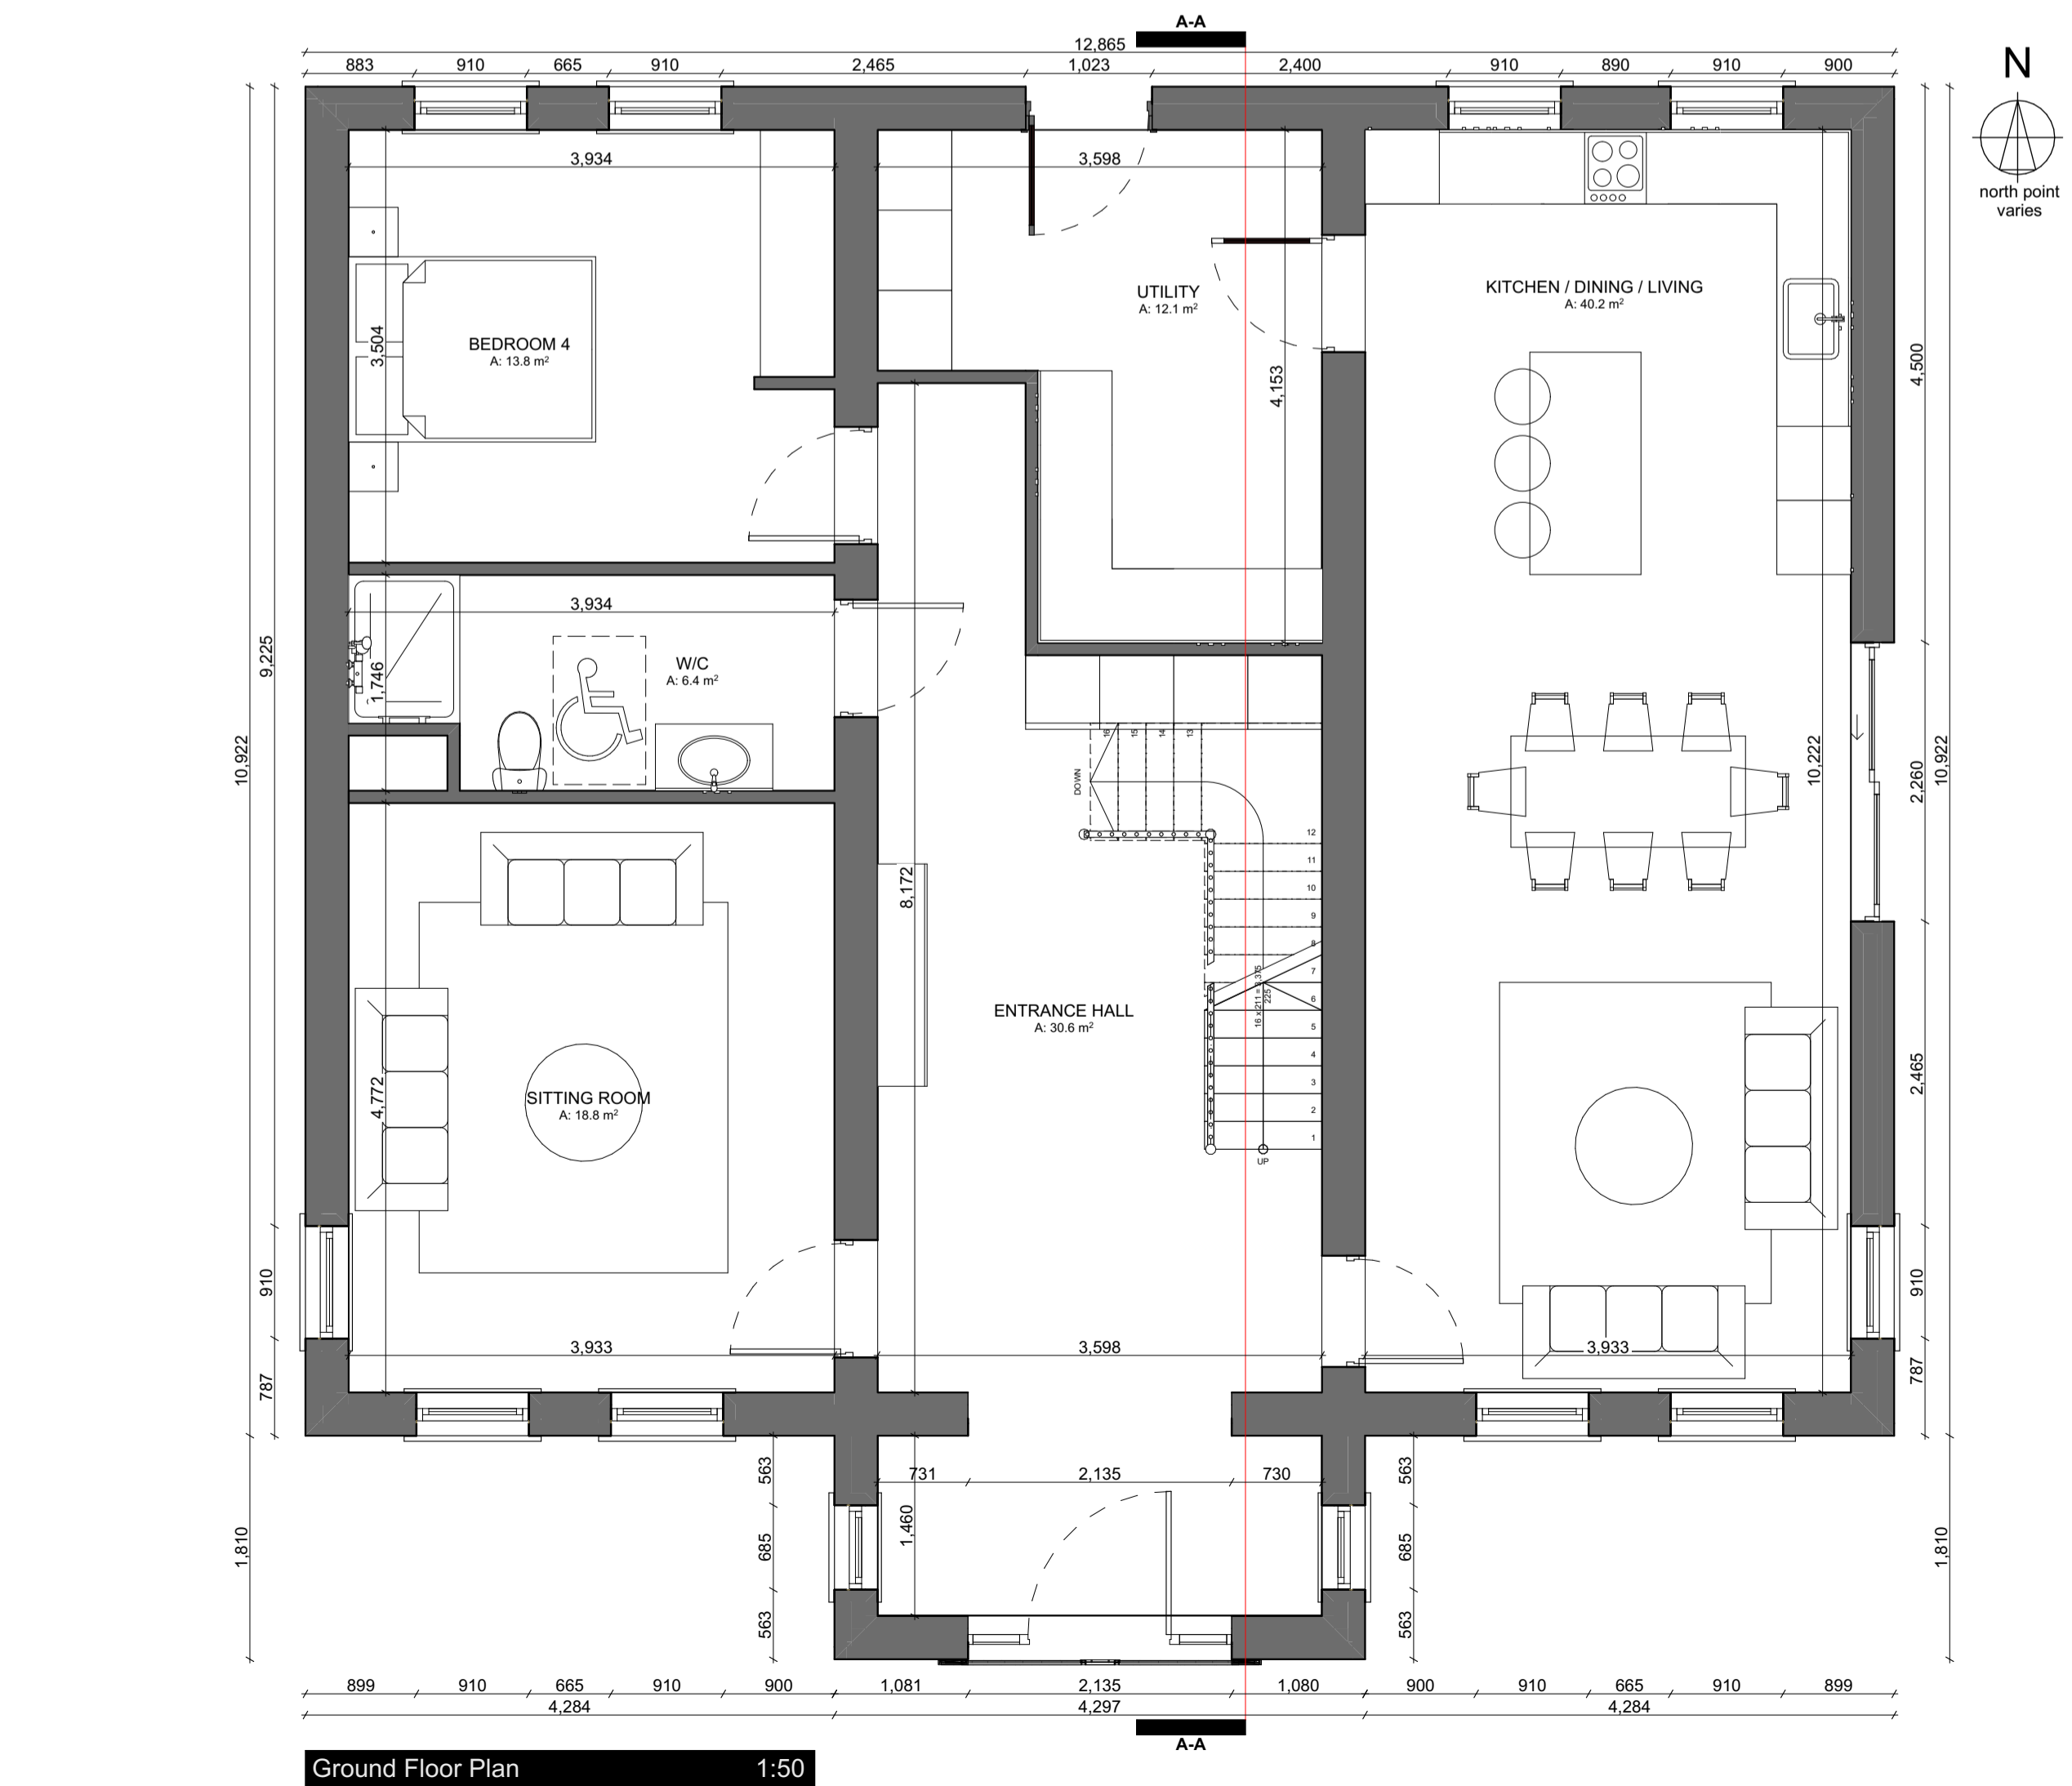 A-A
12,865
883 910 665 910 2,465 1,023 2,400 910 890 910 900
N
north point
varies
3,934 3,598
UTILITY
A: 12.1 m²
KITCHEN / DINING / LIVING
A: 40.2 m²
BEDROOM 4
A: 13.8 m²
3,504
4,153
4,500
3,934
W/C
A: 6.4 m²
1,746
9,225
10,922
16 15 14 13
DOWN
10,222
2,260
10,922
12
11
10
9
8
7
6
5
4
3
2
1
UP
16 x 211 = 3,375
225
8,172
ENTRANCE HALL
A: 30.6 m²
SITTING ROOM
A: 18.8 m²
4,772
2,465
910
910
3,933 3,598 3,933
787
787
731 2,135 730
563
563
1,460
685
685
1,810
1,810
563
563
899 910 665 910 900 1,081 2,135 1,080 900 910 665 910 899
4,284 4,297 4,284
A-A
Ground Floor Plan 1:50